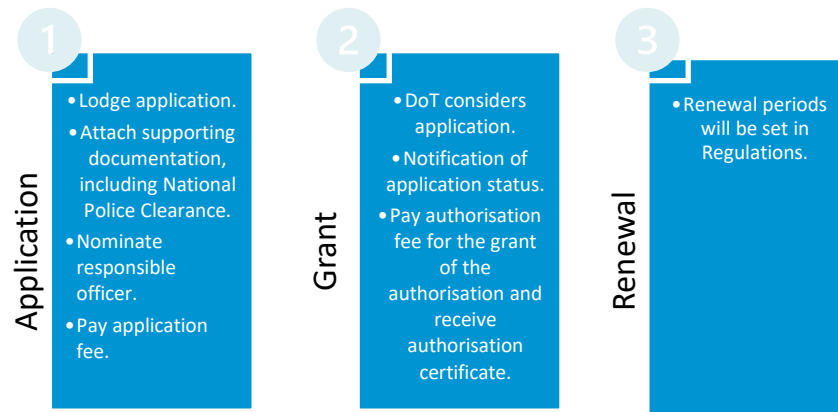 1
Application
• Lodge application.
• Attach supporting
documentation,
including National
Police Clearance.
• Nominate
responsible
officer.
• Pay application
fee.
2
Grant
• DoT considers
application.
• Notification of
application status.
• Pay authorisation
fee for the grant
of the
authorisation and
receive
authorisation
certificate.
3
Renewal
• Renewal periods
will be set in
Regulations.